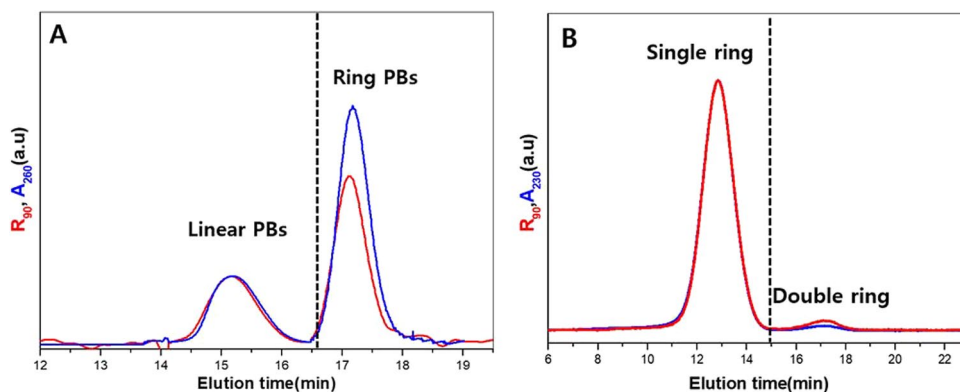 A
Ring PBs
Linear PBs
R90, A260(a.u)
12 13 14 15 16 17 18 19
Elution time(min)
B
Single ring
Double ring
R90,A230(a.u)
6 8 10 12 14 16 18 20 22
Elution time(min)